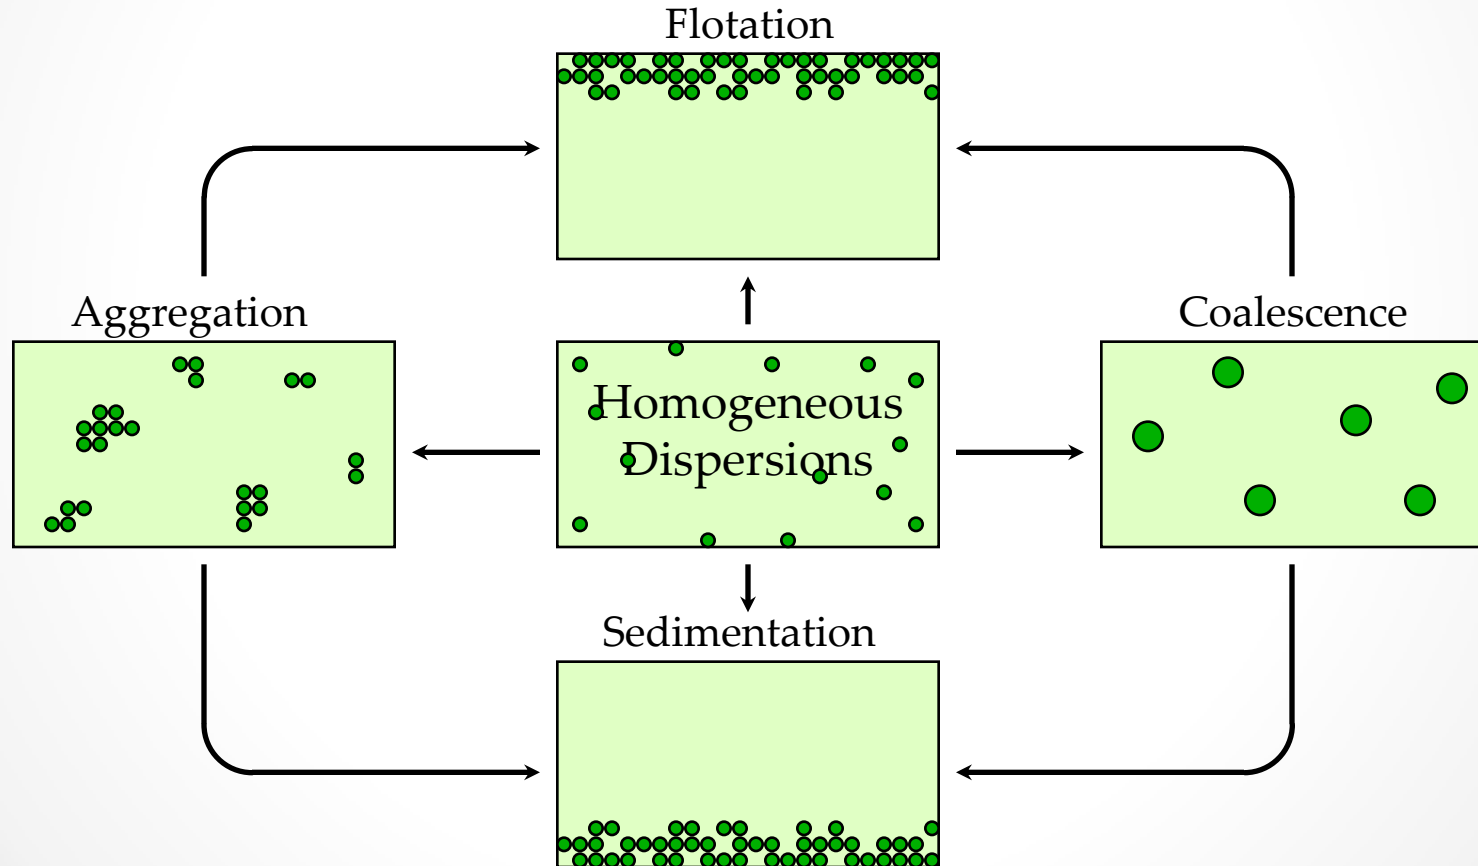 Flotation
Aggregation
Coalescence
Homogeneous
Dispersions
Sedimentation